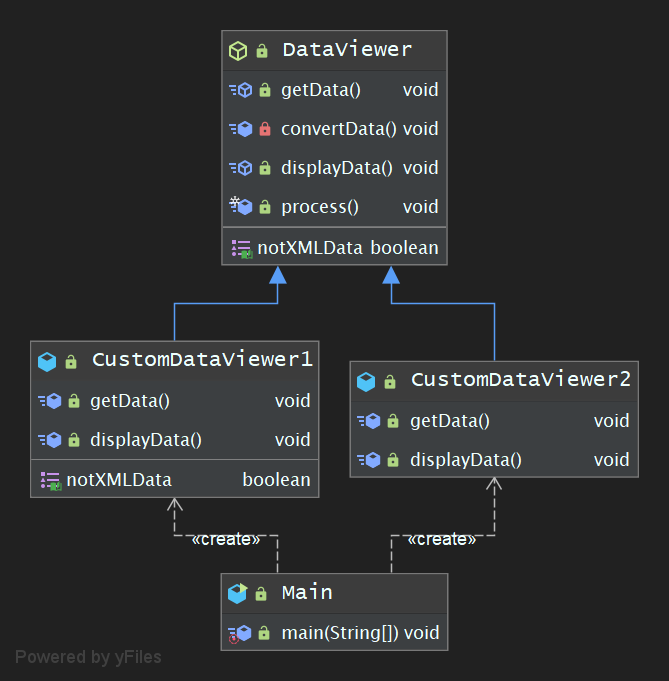 DataViewer
getData() void
convertData() void
displayData() void
process() void
notXMLData boolean
CustomDataViewer1
getData() void
displayData() void
notXMLData boolean
CustomDataViewer2
getData() void
displayData() void
«create»
«create»
Main
main(String[]) void
Powered by yFiles